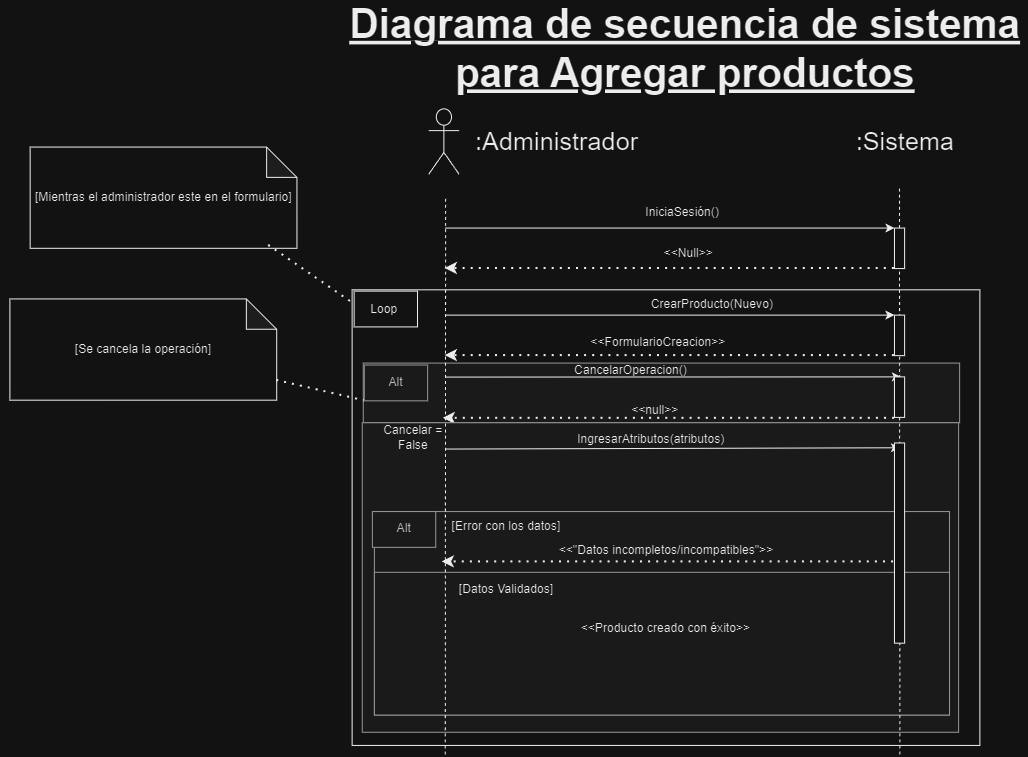 Diagrama de secuencia de sistema
para Agregar productos
:Administrador
:Sistema
[Mientras el administrador este en el formulario]
IniciaSesión()
<<Null>>
Loop
CrearProducto(Nuevo)
<<FormularioCreacion>>
[Se cancela la operación]
Alt
CancelarOperacion()
<<null>>
Cancelar =
False
IngresarAtributos(atributos)
Alt
[Error con los datos]
<<"Datos incompletos/incompatibles">>
[Datos Validados]
<<Producto creado con éxito>>